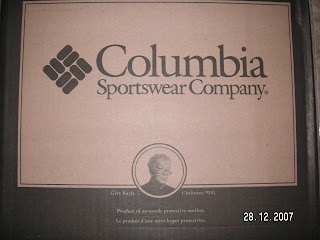 Columbia
Sportswear Company®
Gert Boyle Chairman/PDG
Product of an overly protective mother.
Le produit d'une mère hyper protectrice.
28.12.2007